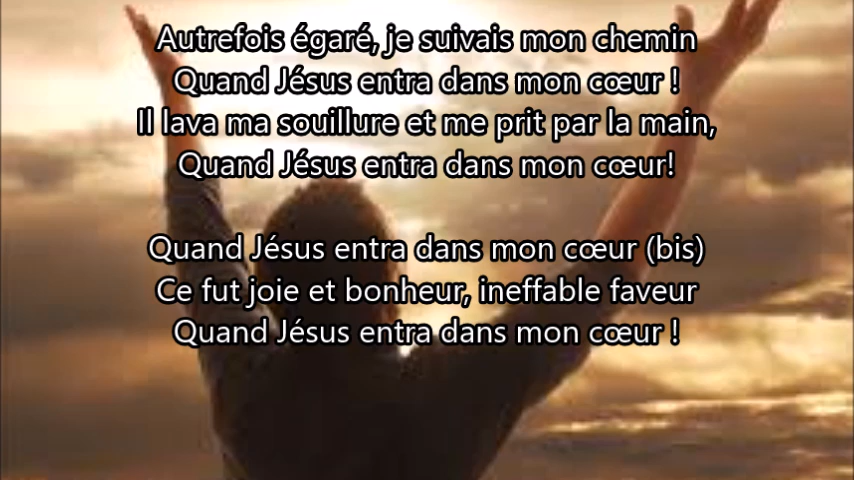 Autrefois égaré, je suivais mon chemin
Quand Jésus entra dans mon cœur !
Il lava ma souillure et me prit par la main,
Quand Jésus entra dans mon cœur!
Quand Jésus entra dans mon cœur (bis)
Ce fut joie et bonheur, ineffable faveur
Quand Jésus entra dans mon cœur !